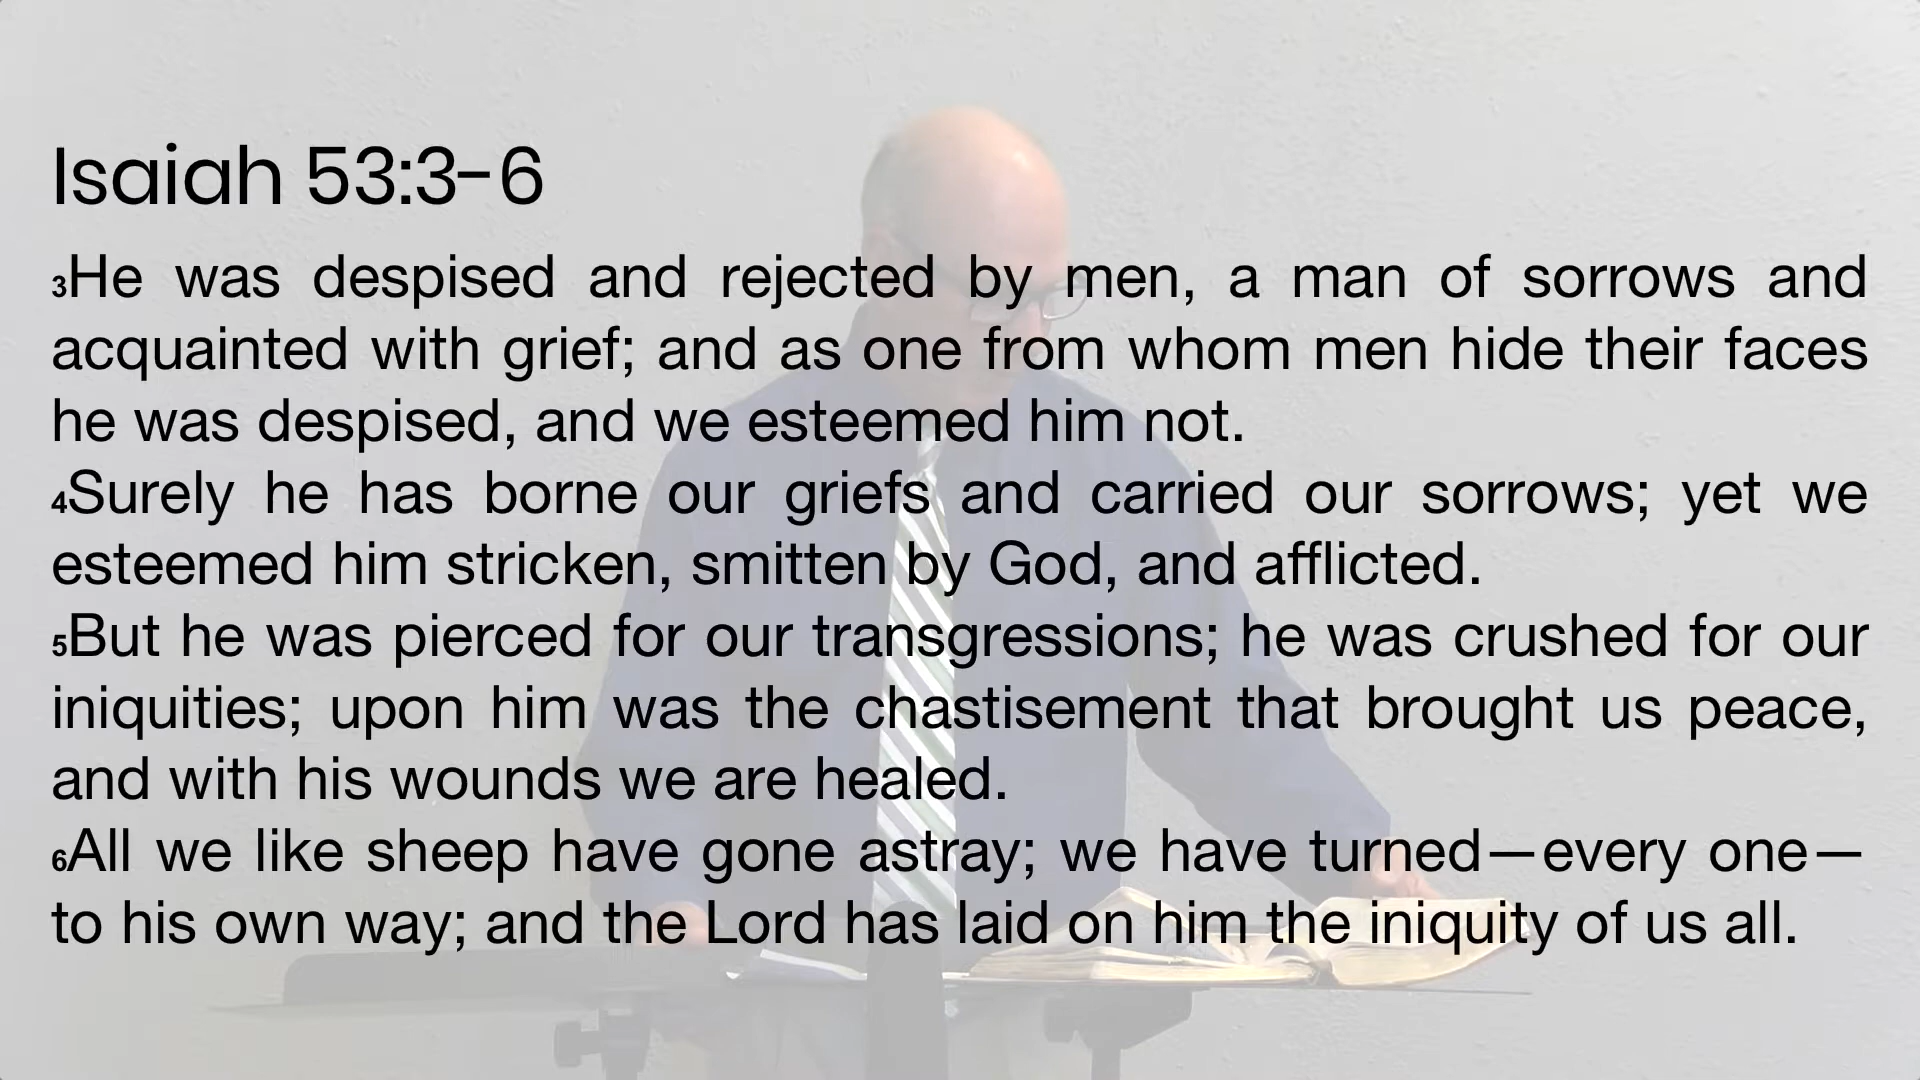 Isaiah 53:3-6
3He was despised and rejected by men, a man of sorrows and
acquainted with grief; and as one from whom men hide their faces
he was despised, and we esteemed him not.
4Surely he has borne our griefs and carried our sorrows; yet we
esteemed him stricken, smitten by God, and afflicted.
5But he was pierced for our transgressions; he was crushed for our
iniquities; upon him was the chastisement that brought us peace,
and with his wounds we are healed.
6All we like sheep have gone astray; we have turned—every one—
to his own way; and the Lord has laid on him the iniquity of us all.